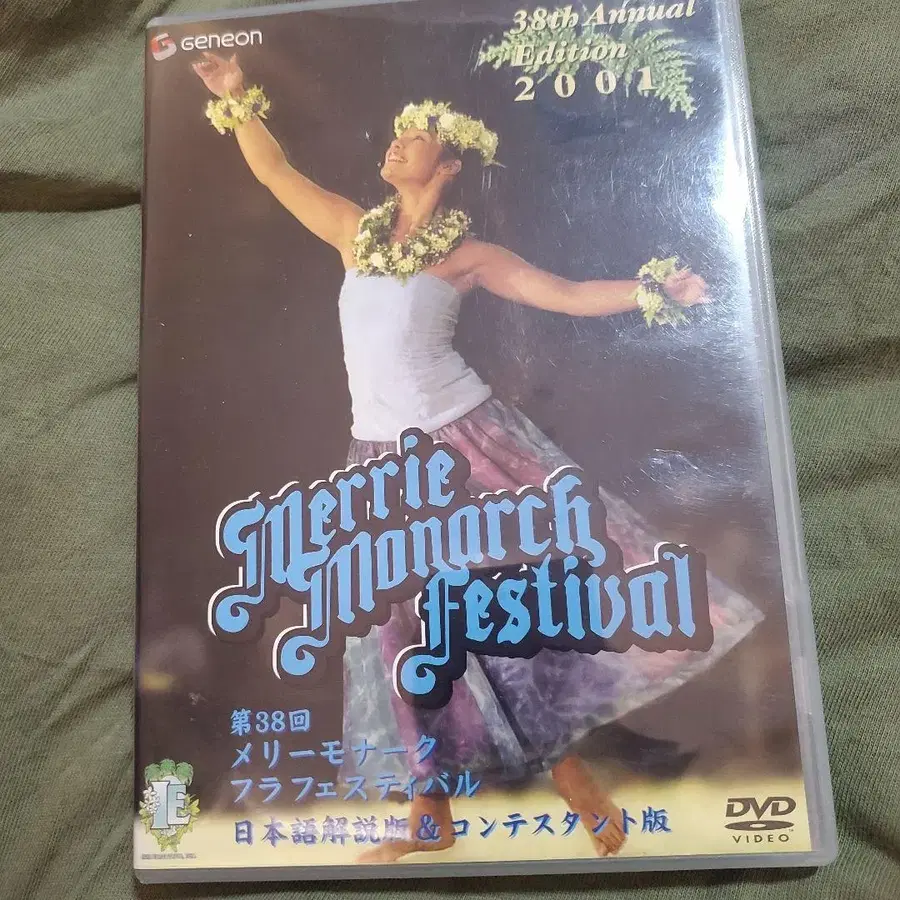 GENEON
38th Annual
Edition
2001
Merrie
Monarch
Festival
第38回
メリーモナーク
フラフェスティバル
日本語解説版&コンテスタント版
IE
DVD
VIDEO
TM